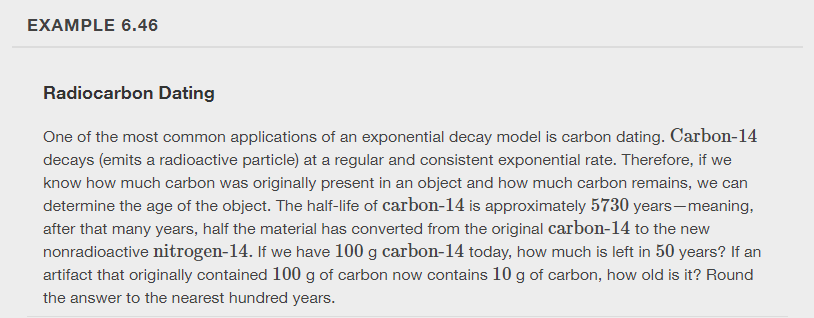 EXAMPLE 6.46
Radiocarbon Dating
One of the most common applications of an exponential decay model is carbon dating. Carbon-14
decays (emits a radioactive particle) at a regular and consistent exponential rate. Therefore, if we
know how much carbon was originally present in an object and how much carbon remains, we can
determine the age of the object. The half-life of carbon-14 is approximately 5730 years—meaning,
after that many years, half the material has converted from the original carbon-14 to the new
nonradioactive nitrogen-14. If we have 100 g carbon-14 today, how much is left in 50 years? If an
artifact that originally contained 100 g of carbon now contains 10 g of carbon, how old is it? Round
the answer to the nearest hundred years.